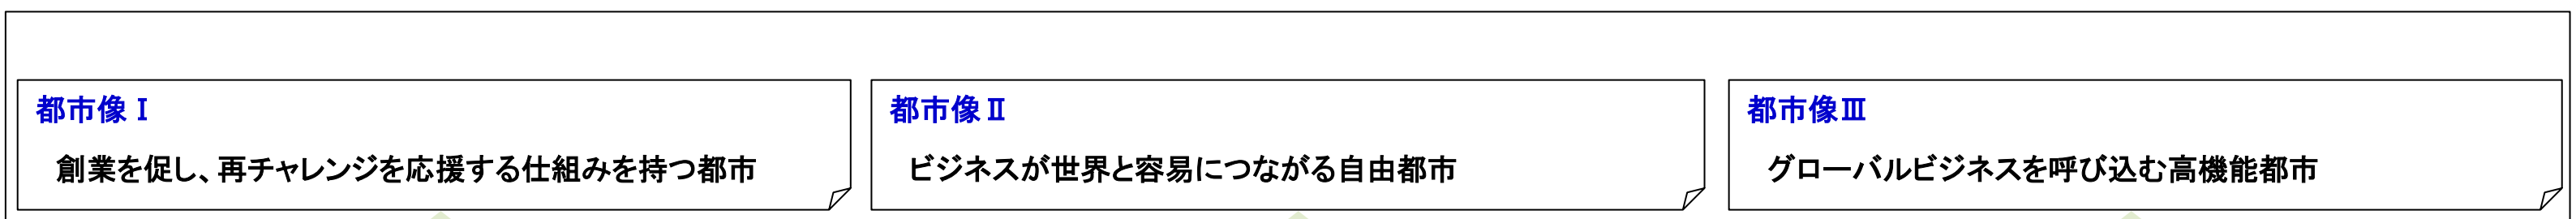 都市像Ⅰ
創業を促し、再チャレンジを応援する仕組みを持つ都市
都市像Ⅱ
ビジネスが世界と容易につながる自由都市
都市像Ⅲ
グローバルビジネスを呼び込む高機能都市